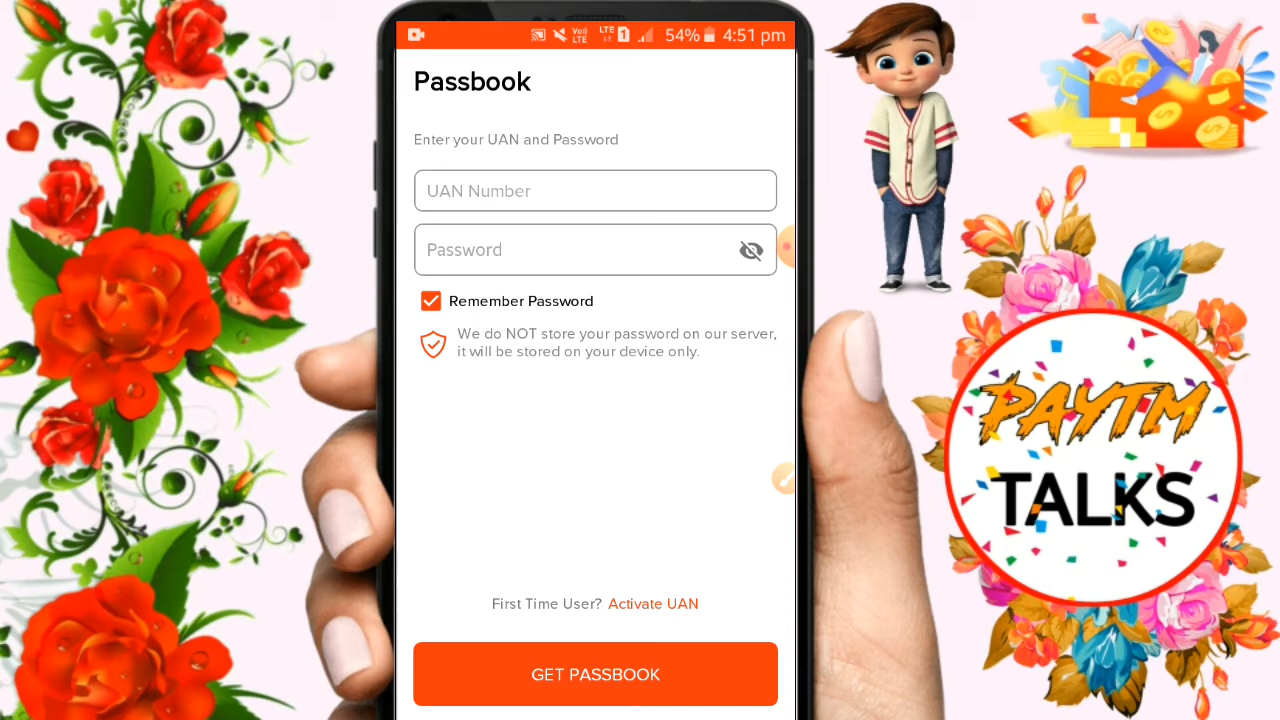 54% 4:51 pm
Passbook
Enter your UAN and Password
UAN Number
Password
Remember Password
We do NOT store your password on our server,
it will be stored on your device only.
First Time User? Activate UAN
GET PASSBOOK
PAYTM
TALKS